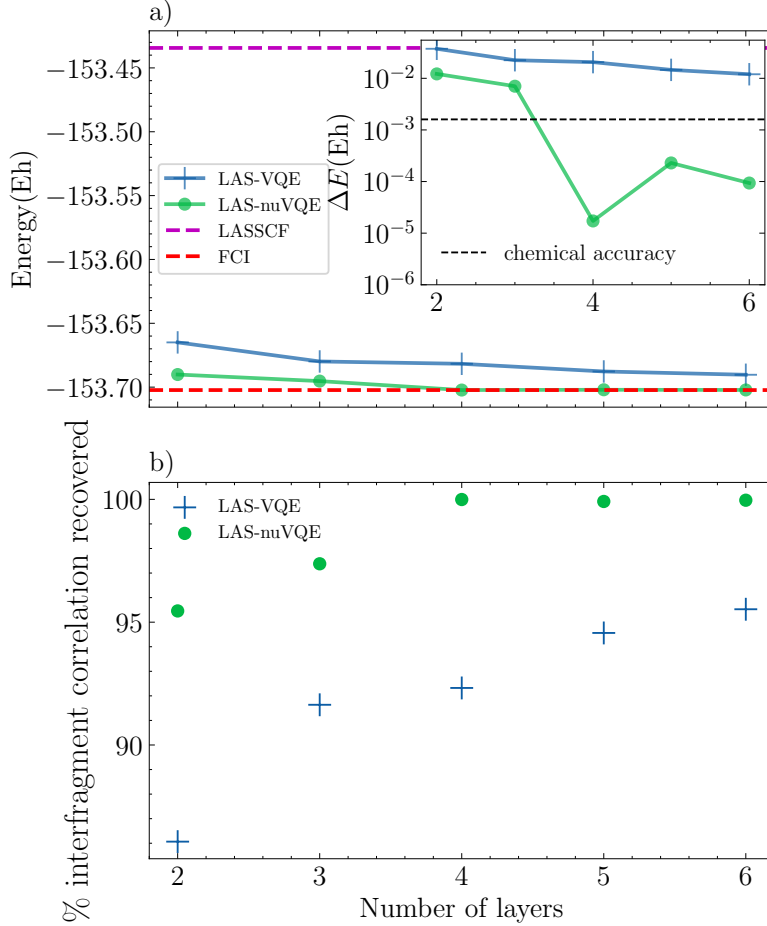 a)
Energy(Eh)
−153.45
−153.50
−153.55
−153.60
−153.65
−153.70
LAS-VQE
LAS-nuVQE
LASSCF
FCI
ΔE(Eh)
10⁻²
10⁻³
10⁻⁴
10⁻⁵
10⁻⁶
chemical accuracy
2 4 6
b)
% interfragment correlation recovered
100
95
90
LAS-VQE
LAS-nuVQE
2 3 4 5 6
Number of layers